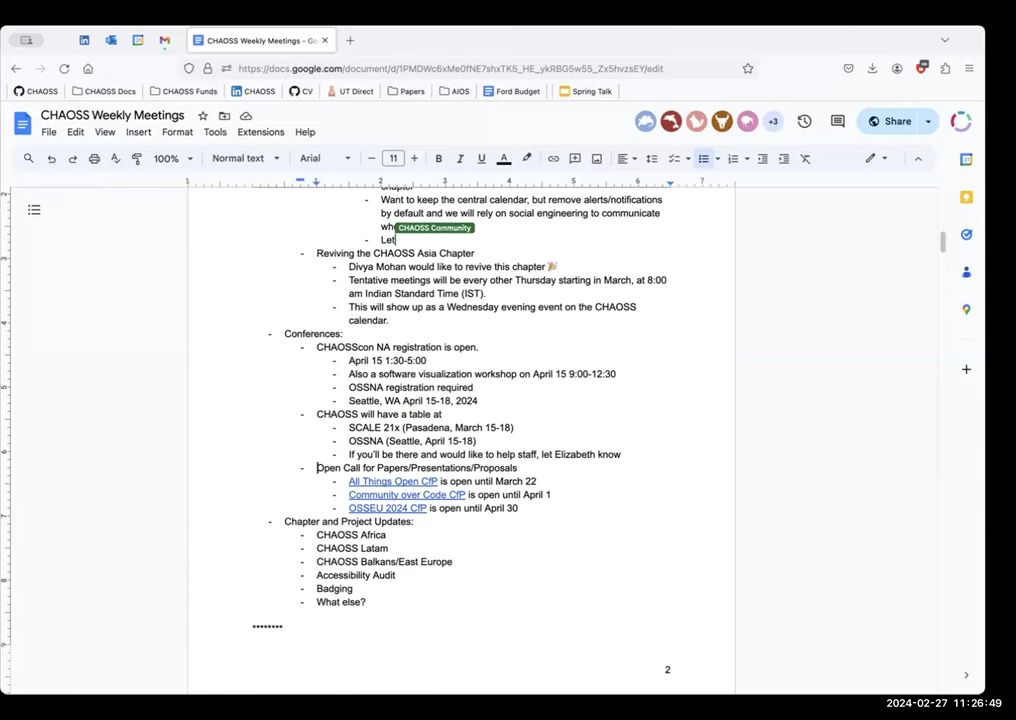 CHAOSS Weekly Meetings - Go
https://docs.google.com/document/d/1PMDWc6xMe0fNE7shxTK5_HE_ykRBG5w55_Zx5hvzsEY/edit
CHAOSS CHAOSS Docs CHAOSS Funds CHAOSS CV UT Direct Papers AIOS Ford Budget Spring Talk
CHAOSS Weekly Meetings
File Edit View Insert Format Tools Extensions Help
+3 Share
100% Normal text Arial 11 B I U A
1 1 2 3 4 5 6 7
chapter
- Want to keep the central calendar, but remove alerts/notifications
by default and we will rely on social engineering to communicate
CHAOSS Community
- Let
- Reviving the CHAOSS Asia Chapter
- Divya Mohan would like to revive this chapter 🎉
- Tentative meetings will be every other Thursday starting in March, at 8:00
am Indian Standard Time (IST).
- This will show up as a Wednesday evening event on the CHAOSS
calendar.
- Conferences:
- CHAOSScon NA registration is open.
- April 15 1:30-5:00
- Also a software visualization workshop on April 15 9:00-12:30
- OSSNA registration required
- Seattle, WA April 15-18, 2024
- CHAOSS will have a table at
- SCALE 21x (Pasadena, March 15-18)
- OSSNA (Seattle, April 15-18)
- If you'll be there and would like to help staff, let Elizabeth know
- Open Call for Papers/Presentations/Proposals
- All Things Open CfP is open until March 22
- Community over Code CfP is open until April 1
- OSSEU 2024 CfP is open until April 30
- Chapter and Project Updates:
- CHAOSS Africa
- CHAOSS Latam
- CHAOSS Balkans/East Europe
- Accessibility Audit
- Badging
- What else?
********
2
2024-02-27 11:26:49